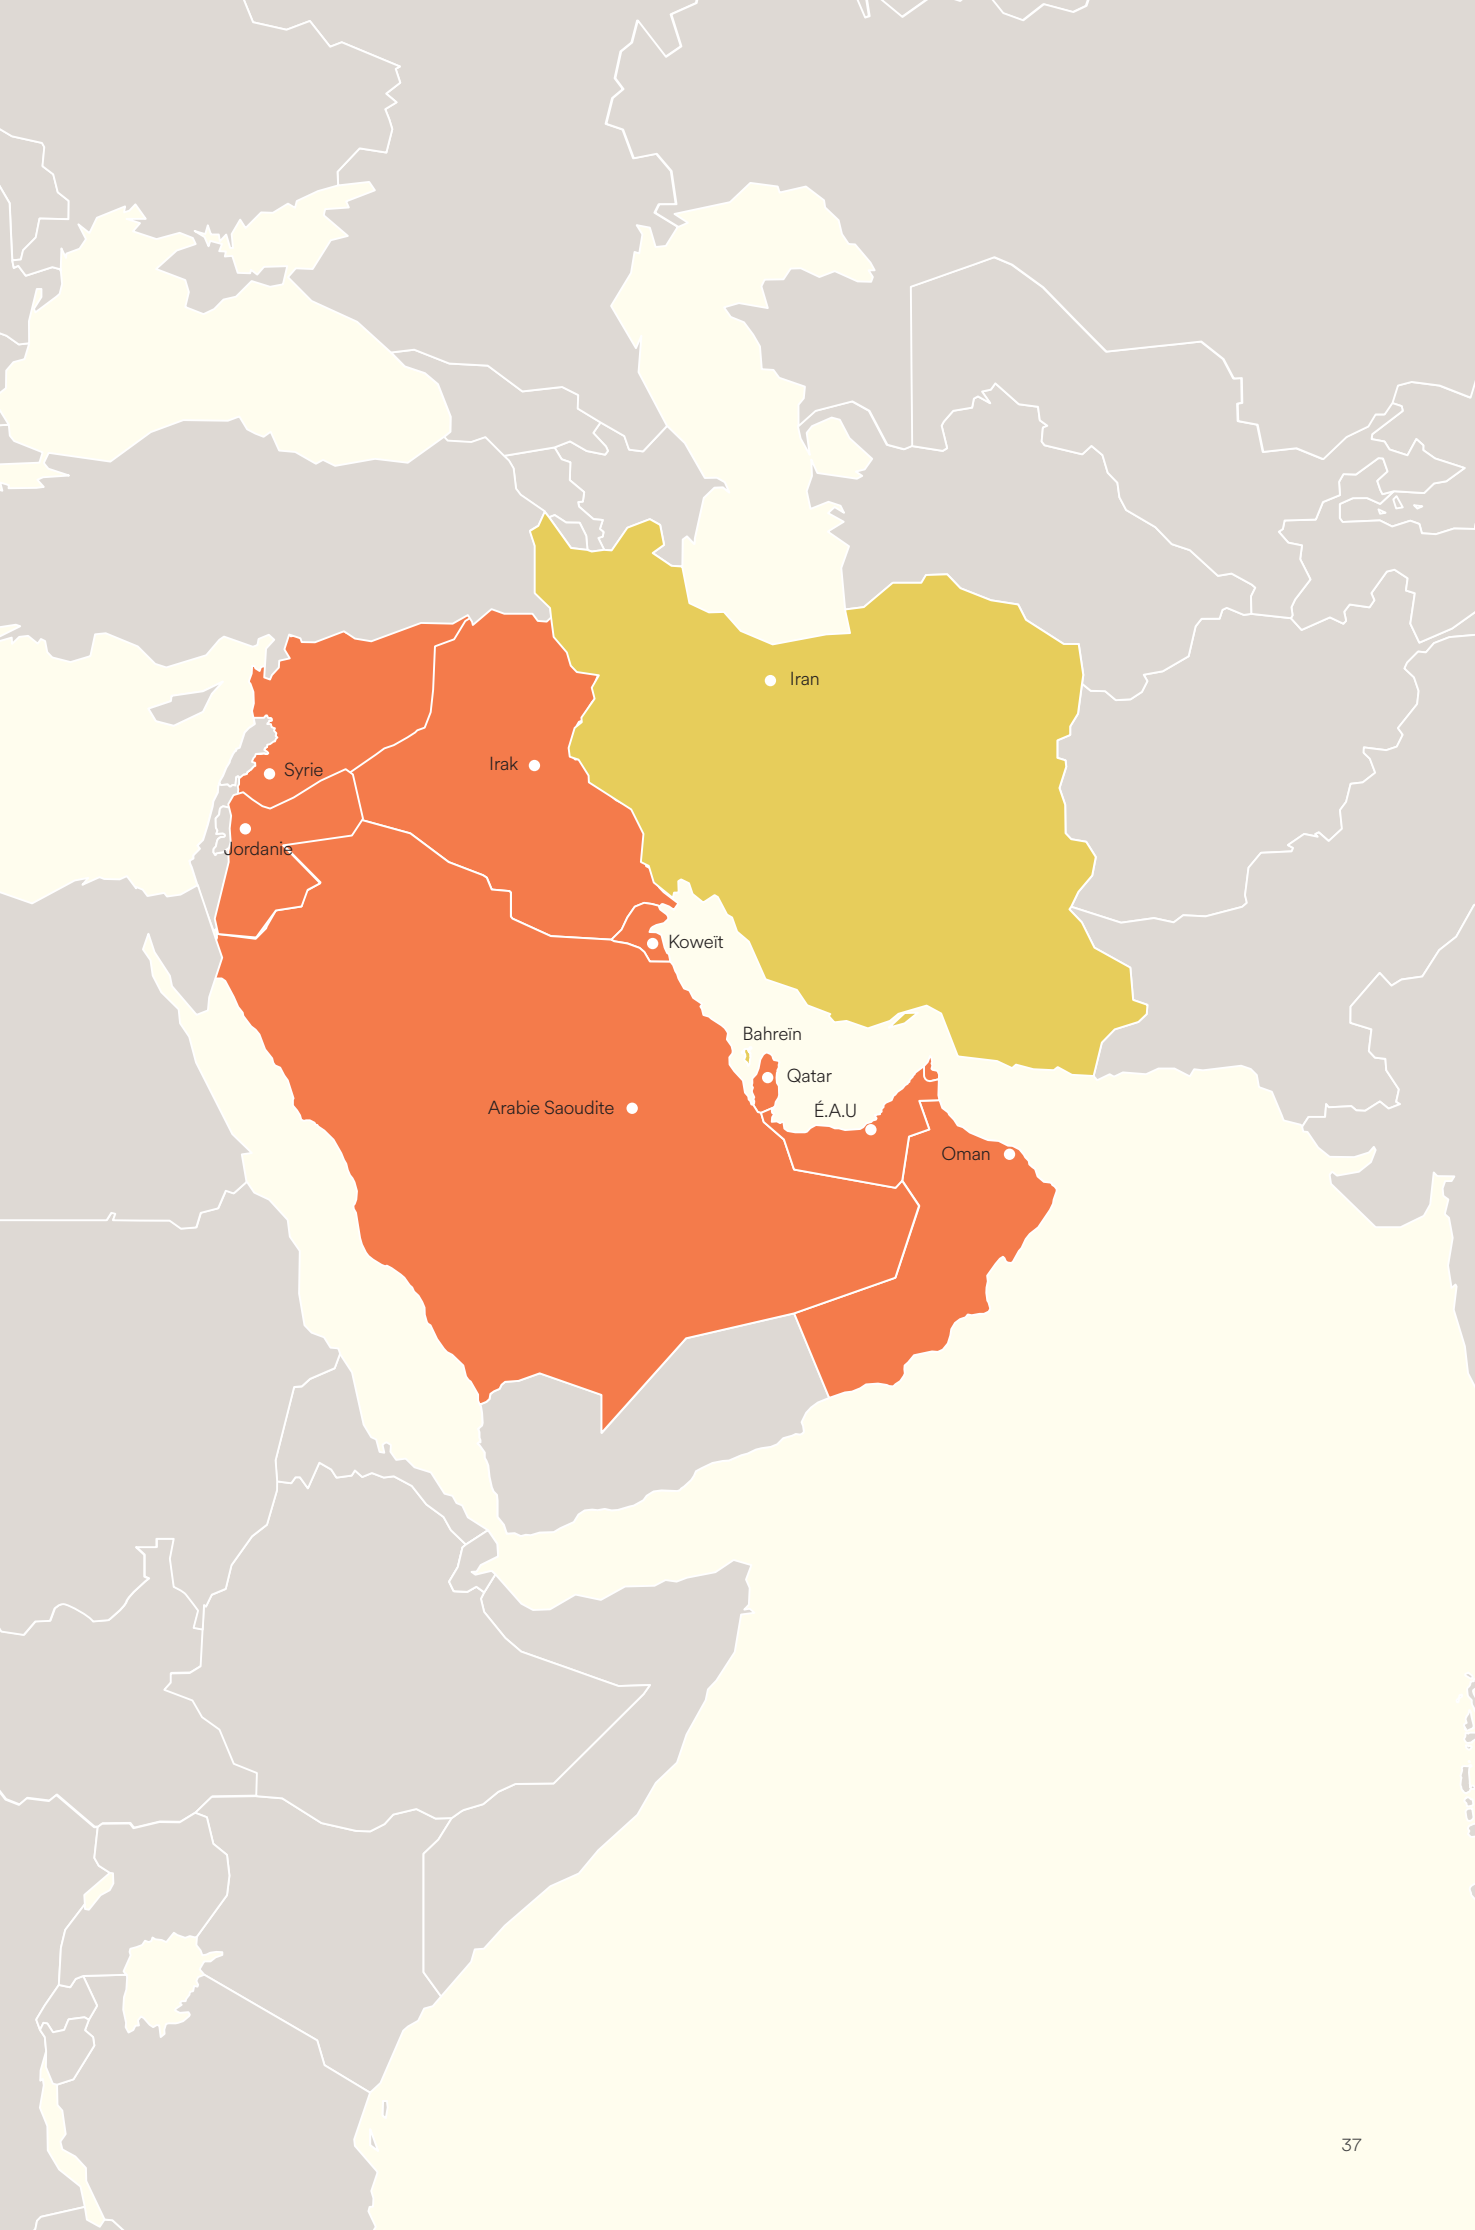 Iran
Irak
Syrie
Jordanie
Koweït
Bahreïn
Qatar
Arabie Saoudite
É.A.U
Oman
37